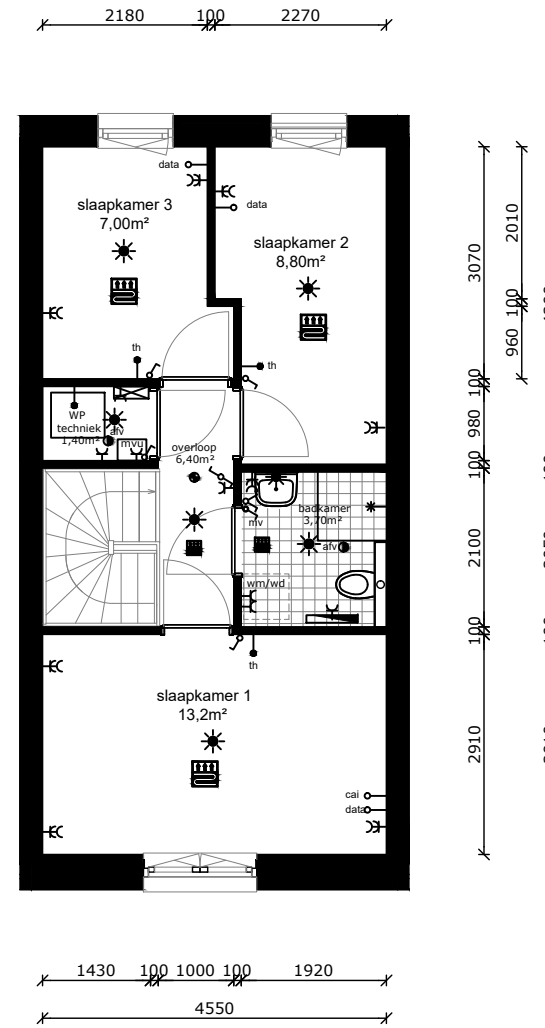 2180 100 2270
data
slaapkamer 3
7,00m²
data
slaapkamer 2
8,80m²
th
th
WP
techniek
1,40m²
afv
mvu
overloop
6,40m²
badkamer
3,70m²
mv
afv
wm/wd
th
slaapkamer 1
13,2m²
cai
data
3070
100
980
100
2100
100
2910
2010
100
960
1430 100 1000 100 1920
4550